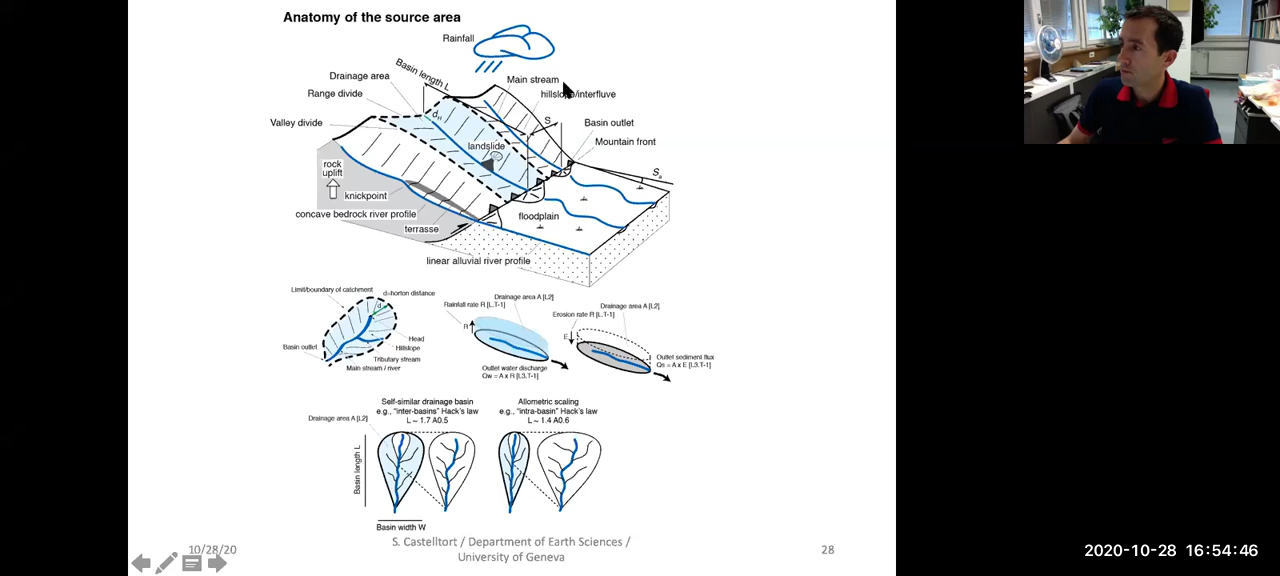 Anatomy of the source area
Rainfall
Basin length L
Main stream
Drainage area
hillslope/interfluve
Range divide
dH
S
Valley divide
Basin outlet
Mountain front
landslide
rock
uplift
Sa
knickpoint
concave bedrock river profile
floodplain
terrasse
linear alluvial river profile
Limit/boundary of catchment
d=horton distance
d
Head
Hillslope
Basin outlet
Tributary stream
Main stream / river
Drainage area A [L2]
Rainfall rate R [L.T-1]
R
Outlet water discharge
Qw = A x R [L3.T-1]
Drainage area A [L2]
Erosion rate R [L.T-1]
E
Outlet sediment flux
Qs = A x E [L3.T-1]
Self-similar drainage basin
e.g., "inter-basins" Hack's law
L ~ 1.7 A0.5
Drainage area A [L2]
Basin length L
Basin width W
Allometric scaling
e.g., "intra-basin" Hack's law
L ~ 1.4 A0.6
10/28/20
S. Castelltort / Department of Earth Sciences /
University of Geneva
28
2020-10-28 16:54:46